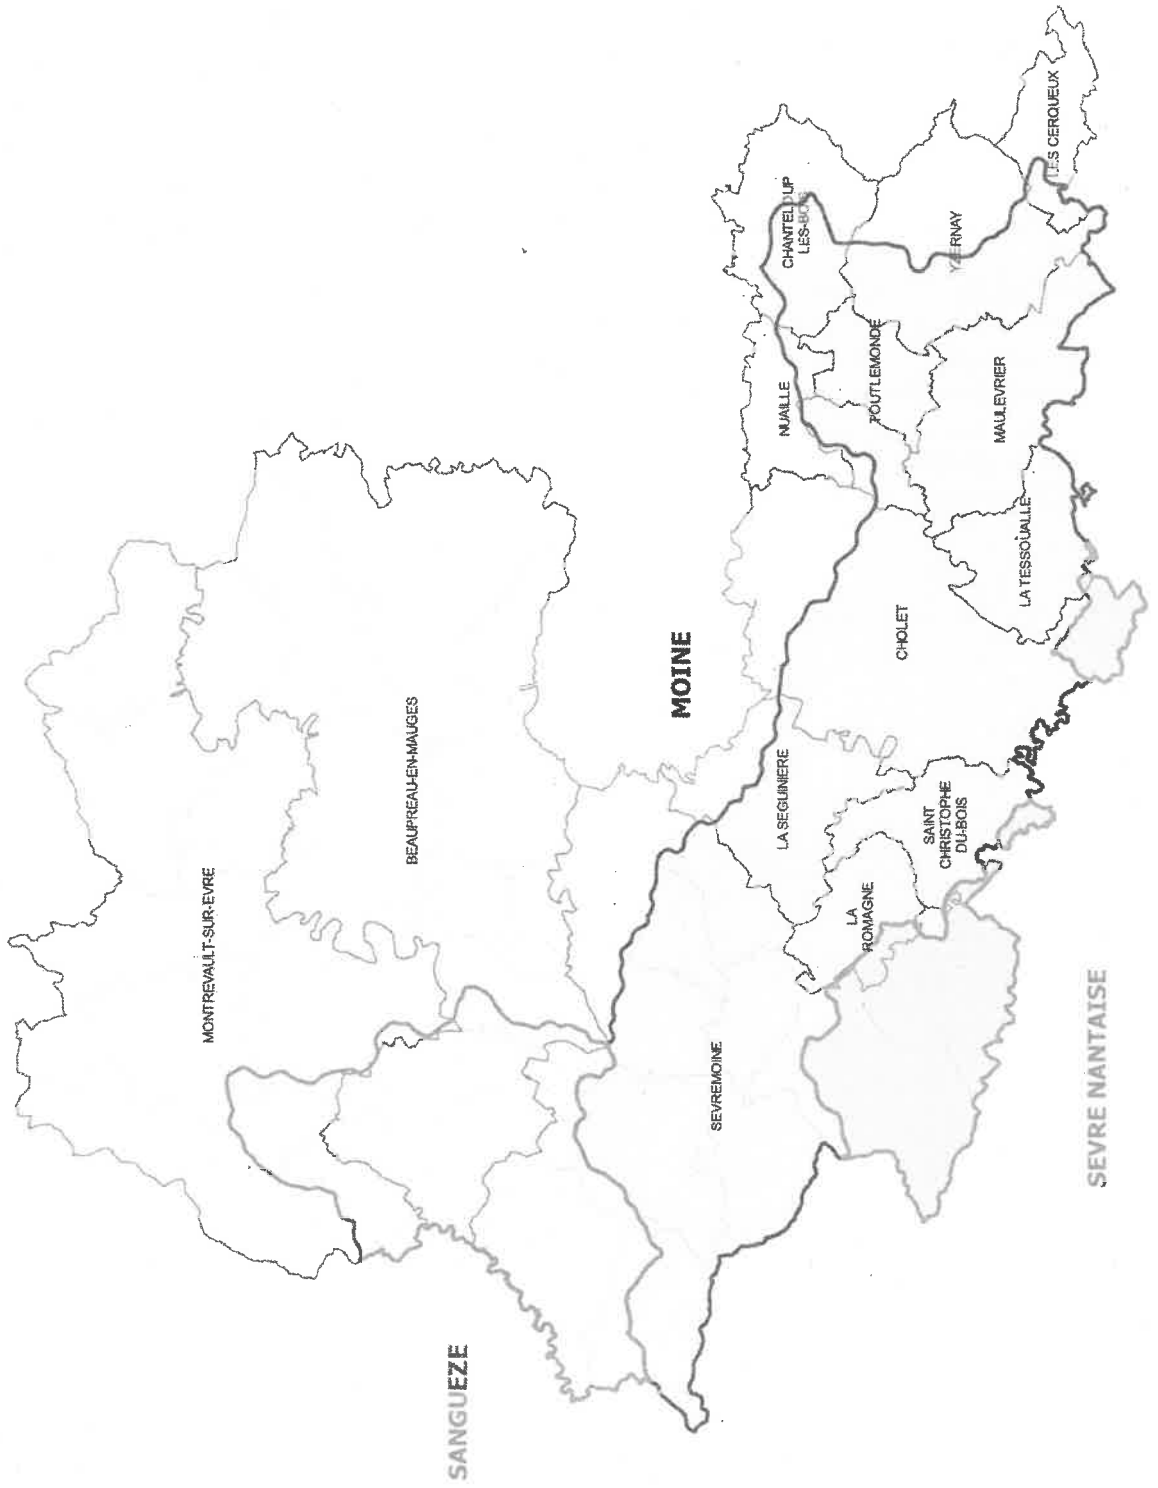 SANGUEZE
MOINE
SEVRE NANTAISE
MONTREVAULT-SUR-EVRE
BEAUPREAU-EN-MAUGES
SEVREMOINE
LA SEGUINIERE
LA
ROMAGNE
SAINT
CHRISTOPHE
DU-BOIS
CHOLET
LA TESSOUALLE
NUAILLE
TOUTLEMONDE
MAULEVRIER
CHANTELOUP
LES-BOIS
YZERNAY
LES CERQUEUX